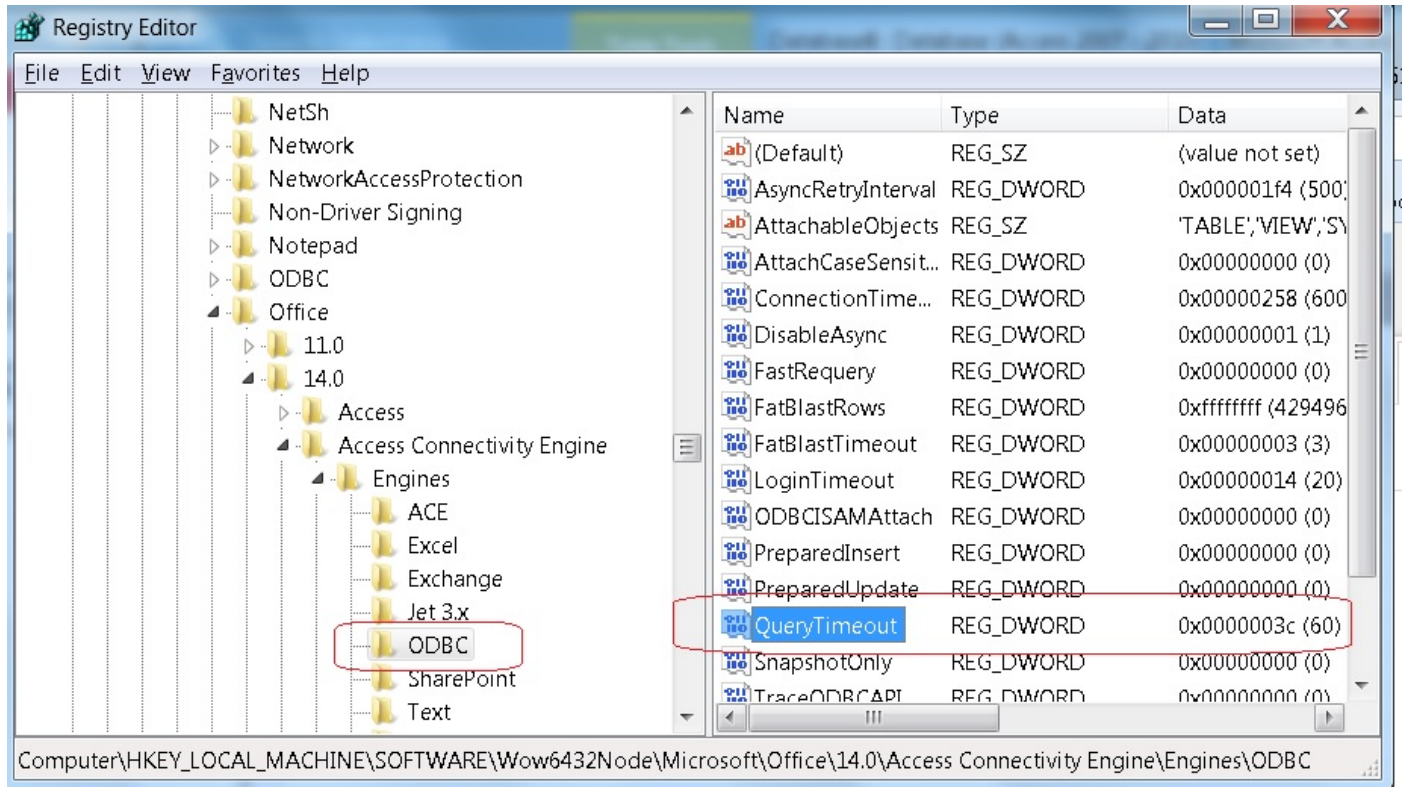 Registry Editor
File Edit View Favorites Help
NetSh
Network
NetworkAccessProtection
Non-Driver Signing
Notepad
ODBC
Office
11.0
14.0
Access
Access Connectivity Engine
Engines
ACE
Excel
Exchange
Jet 3.x
ODBC
SharePoint
Text
Name Type Data
(Default) REG_SZ (value not set)
AsyncRetryInterval REG_DWORD 0x000001f4 (500)
AttachableObjects REG_SZ 'TABLE','VIEW','SY
AttachCaseSensit... REG_DWORD 0x00000000 (0)
ConnectionTime... REG_DWORD 0x00000258 (600
DisableAsync REG_DWORD 0x00000001 (1)
FastRequery REG_DWORD 0x00000000 (0)
FatBlastRows REG_DWORD 0xffffffff (429496
FatBlastTimeout REG_DWORD 0x00000003 (3)
LoginTimeout REG_DWORD 0x00000014 (20)
ODBCISAMAttach REG_DWORD 0x00000000 (0)
PreparedInsert REG_DWORD 0x00000000 (0)
PreparedUpdate REG_DWORD 0x00000000 (0)
QueryTimeout REG_DWORD 0x0000003c (60)
SnapshotOnly REG_DWORD 0x00000000 (0)
TraceODBCAPI REG_DWORD 0x00000000 (0)
Computer\HKEY_LOCAL_MACHINE\SOFTWARE\Wow6432Node\Microsoft\Office\14.0\Access Connectivity Engine\Engines\ODBC